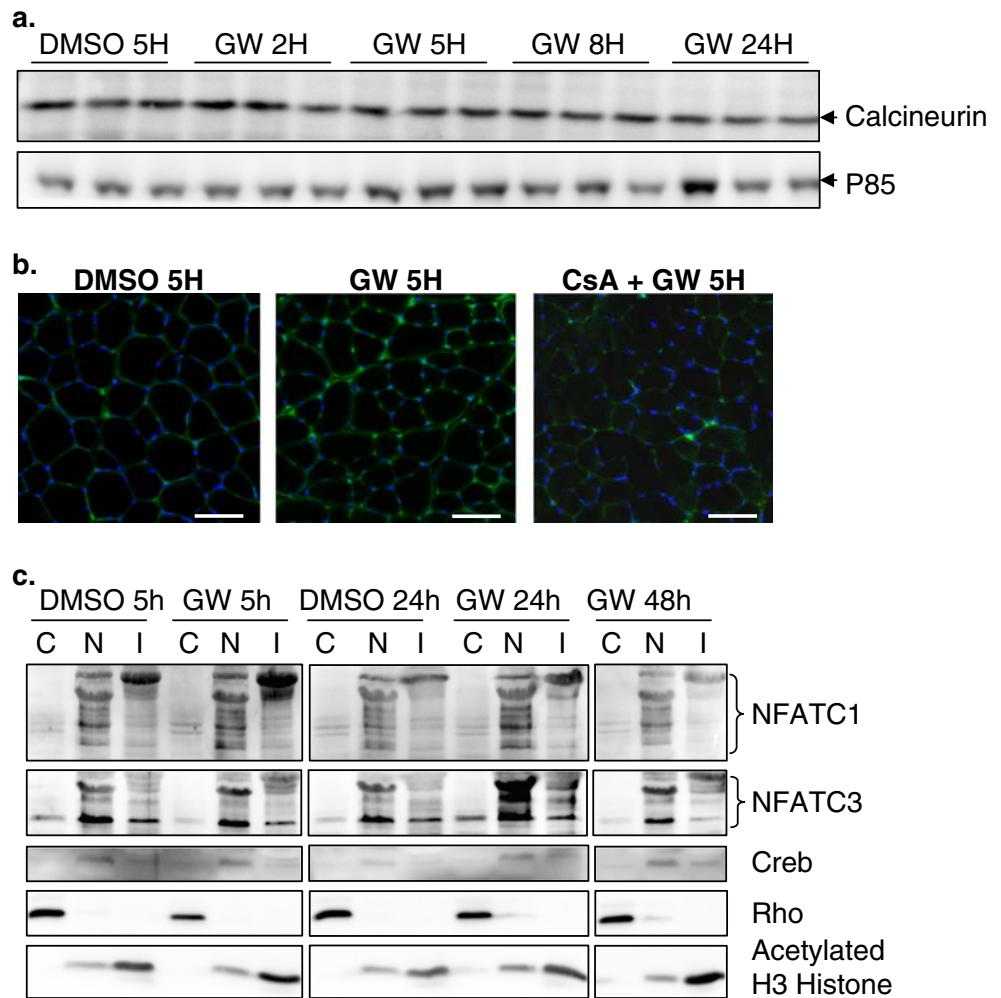 a.
DMSO 5H GW 2H GW 5H GW 8H GW 24H
Calcineurin
P85
b.
DMSO 5H GW 5H CsA + GW 5H
c.
DMSO 5h GW 5h DMSO 24h GW 24h GW 48h
C N I C N I C N I C N I C N I
NFATC1
NFATC3
Creb
Rho
Acetylated
H3 Histone